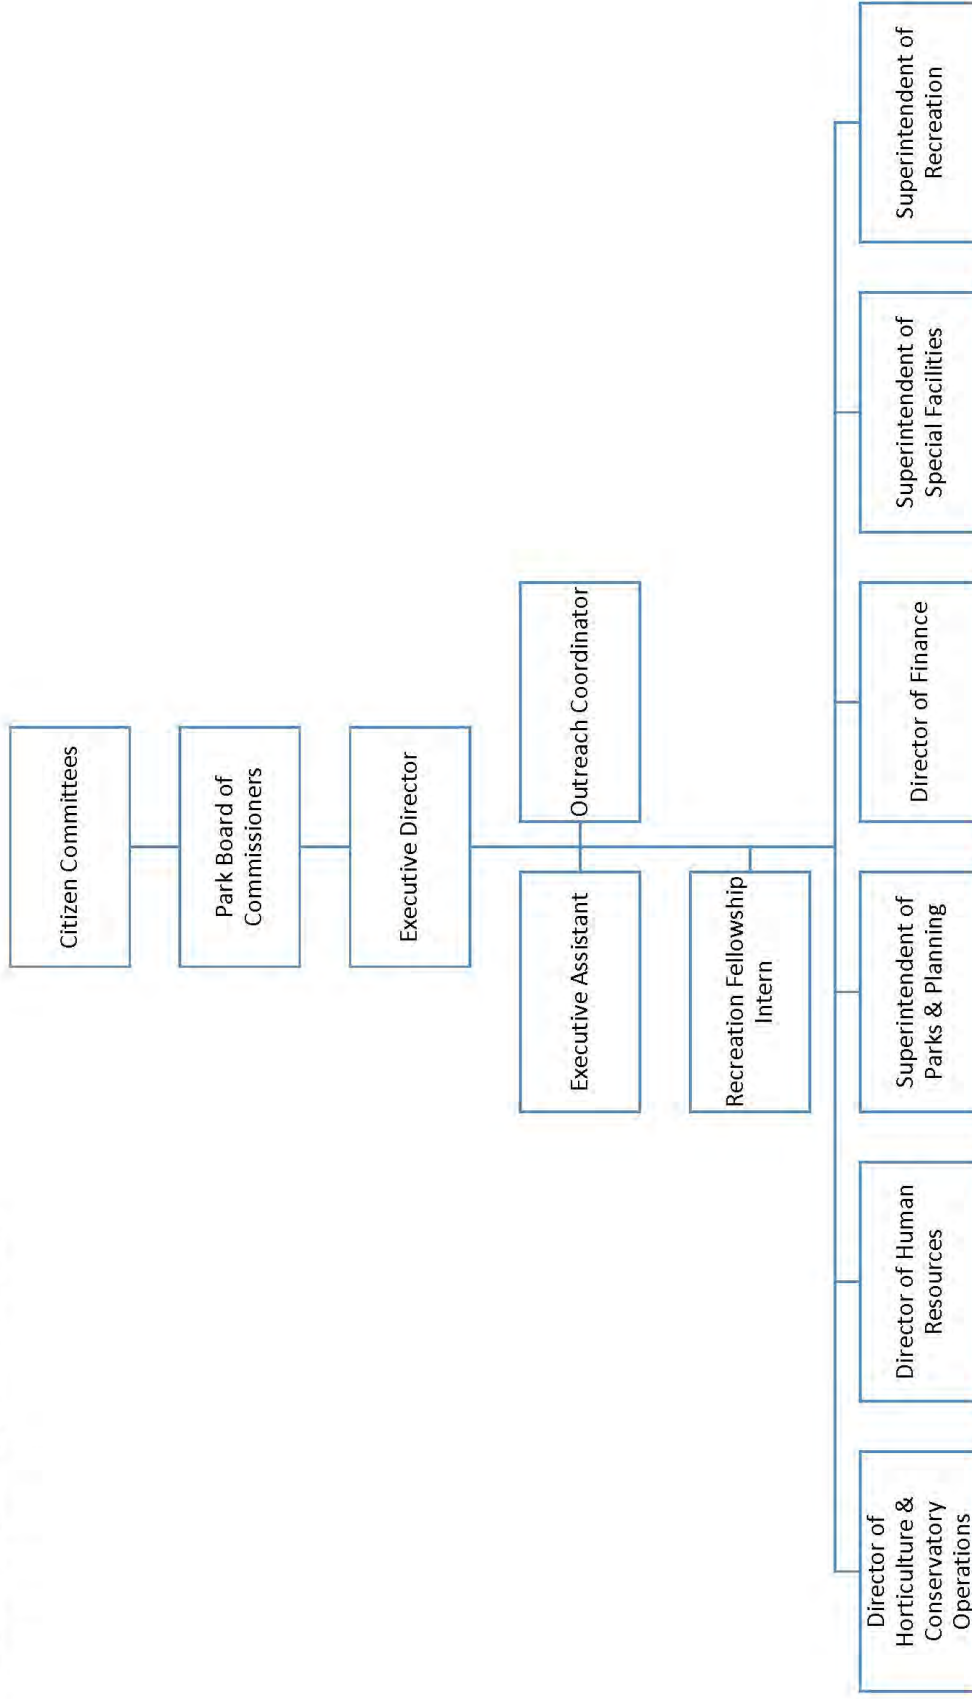 Citizen Committees
Park Board of
Commissioners
Executive Director
Executive Assistant
Outreach Coordinator
Recreation Fellowship
Intern
Director of
Horticulture &
Conservatory
Operations
Director of Human
Resources
Superintendent of
Parks & Planning
Director of Finance
Superintendent of
Special Facilities
Superintendent of
Recreation